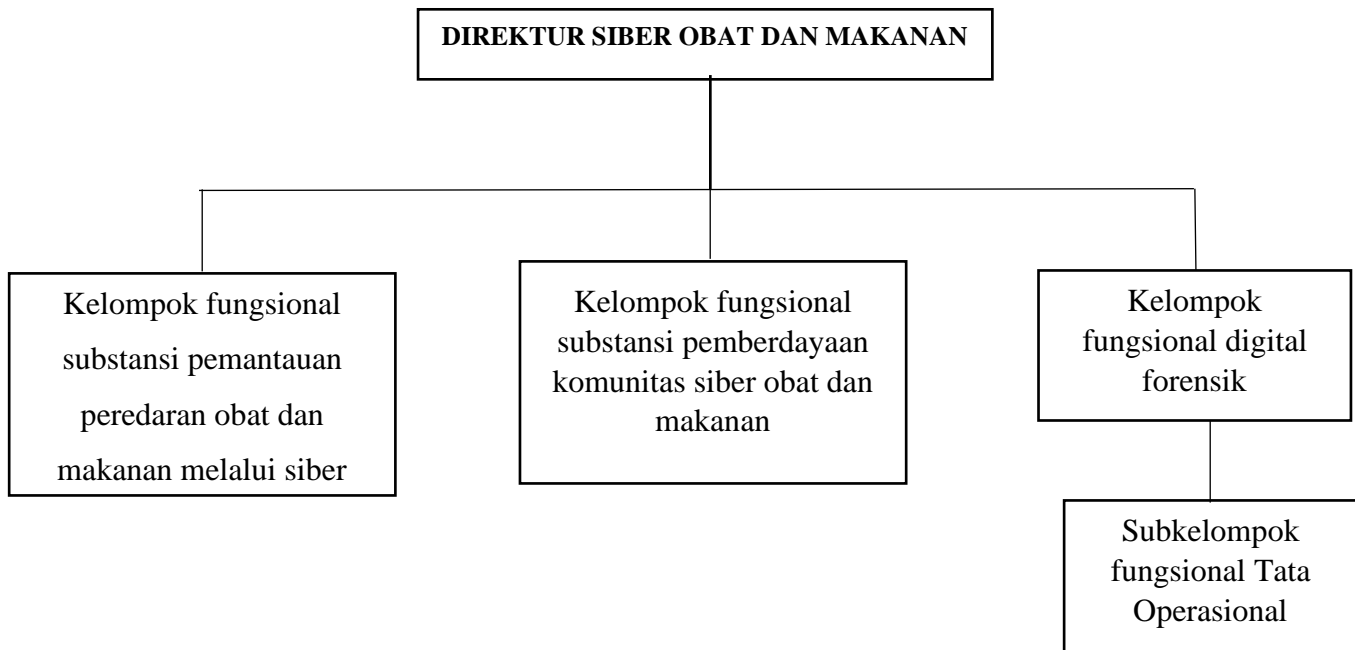 DIREKTUR SIBER OBAT DAN MAKANAN
Kelompok fungsional
substansi pemantauan
peredaran obat dan
makanan melalui siber
Kelompok fungsional
substansi pemberdayaan
komunitas siber obat dan
makanan
Kelompok
fungsional digital
forensik
Subkelompok
fungsional Tata
Operasional